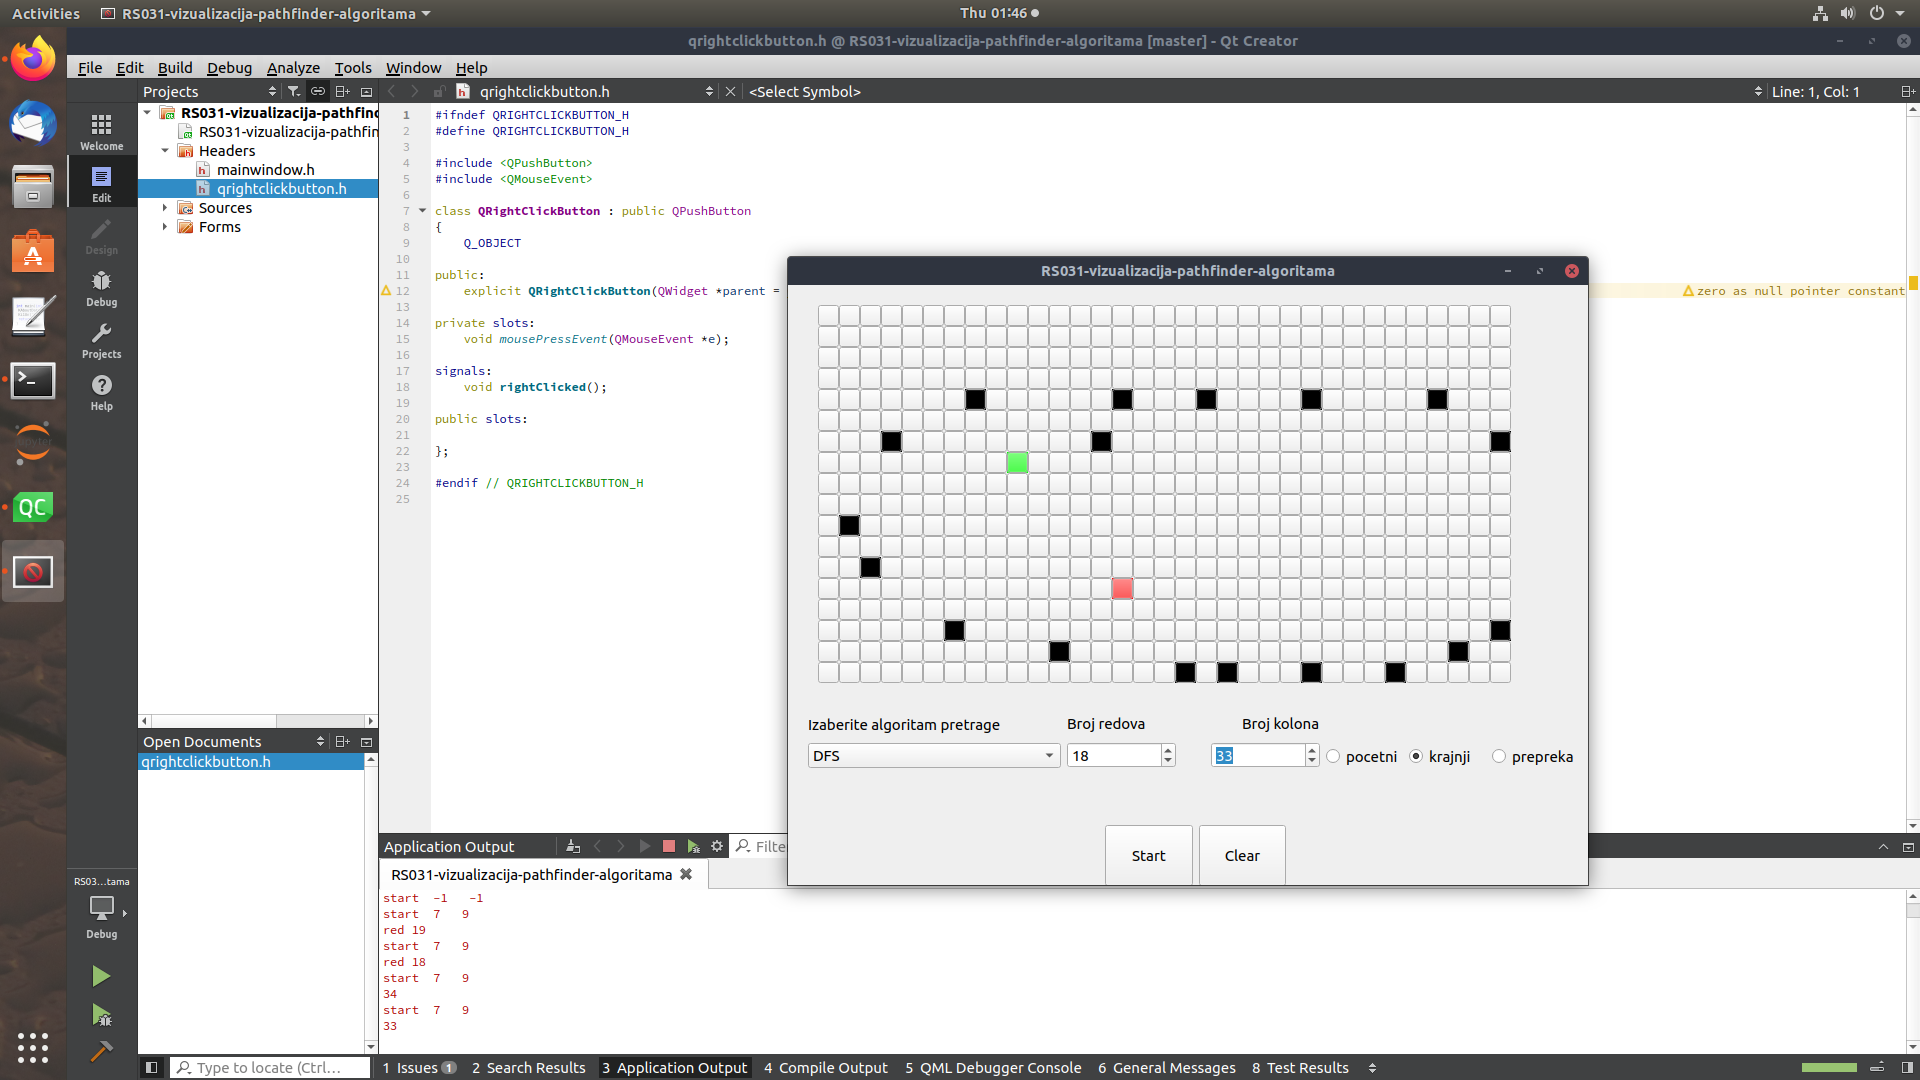 Activities
RS031-vizualizacija-pathfinder-algoritama
Thu 01:46
qrightclickbutton.h @ RS031-vizualizacija-pathfinder-algoritama [master] - Qt Creator
File Edit Build Debug Analyze Tools Window Help
Projects
qrightclickbutton.h
<Select Symbol>
Line: 1, Col: 1
Welcome
Edit
Design
Debug
Projects
Help
RS031-vizualizacija-pathfind
RS031-vizualizacija-pathfin
Headers
mainwindow.h
qrightclickbutton.h
Sources
Forms
1 #ifndef QRIGHTCLICKBUTTON_H
2 #define QRIGHTCLICKBUTTON_H
3
4 #include <QPushButton>
5 #include <QMouseEvent>
6
7 class QRightClickButton : public QPushButton
8 {
9 Q_OBJECT
10
11 public:
12 explicit QRightClickButton(QWidget *parent =
zero as null pointer constant
13
14 private slots:
15 void mousePressEvent(QMouseEvent *e);
16
17 signals:
18 void rightClicked();
19
20 public slots:
21
22 };
23
24 #endif // QRIGHTCLICKBUTTON_H
25
RS031-vizualizacija-pathfinder-algoritama
Izaberite algoritam pretrage
Broj redova
Broj kolona
DFS
18
33
pocetni
krajnji
prepreka
Start
Clear
Open Documents
qrightclickbutton.h
Application Output
Filte
RS031-vizualizacija-pathfinder-algoritama
start -1 -1
start 7 9
red 19
start 7 9
red 18
start 7 9
34
start 7 9
33
RS03...tama
Debug
Type to locate (Ctrl...
1 Issues 1
2 Search Results
3 Application Output
4 Compile Output
5 QML Debugger Console
6 General Messages
8 Test Results
QC
jupyter